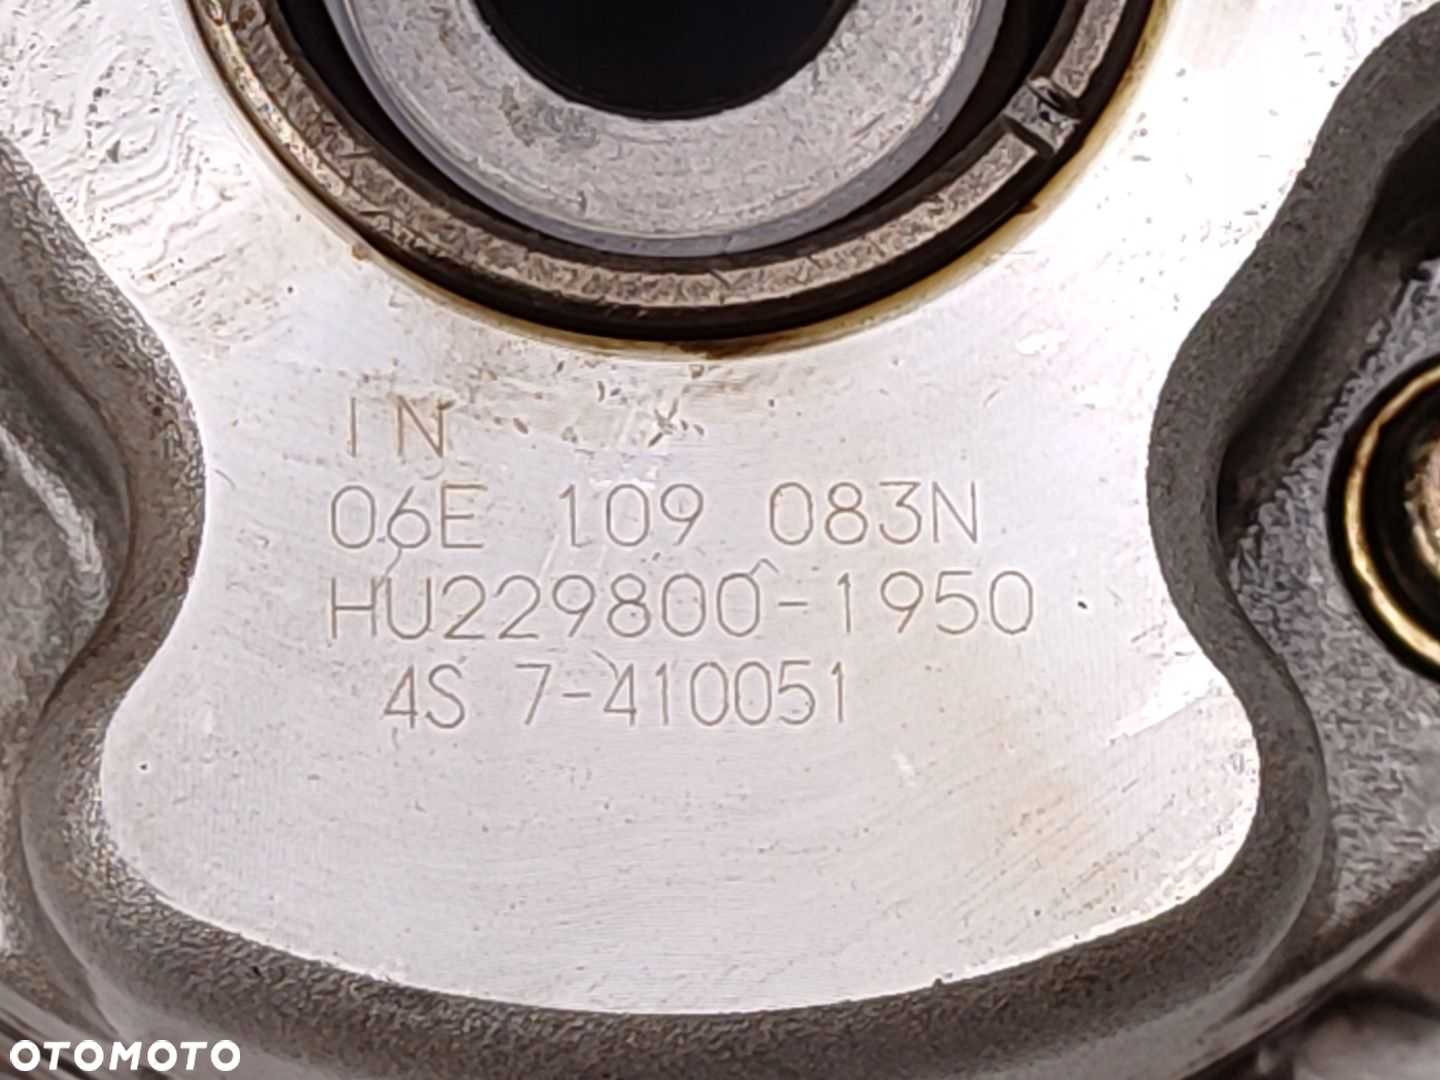 IN
06E 109 083N
HU229800-1950
4S 7-410051
OTOMOTO